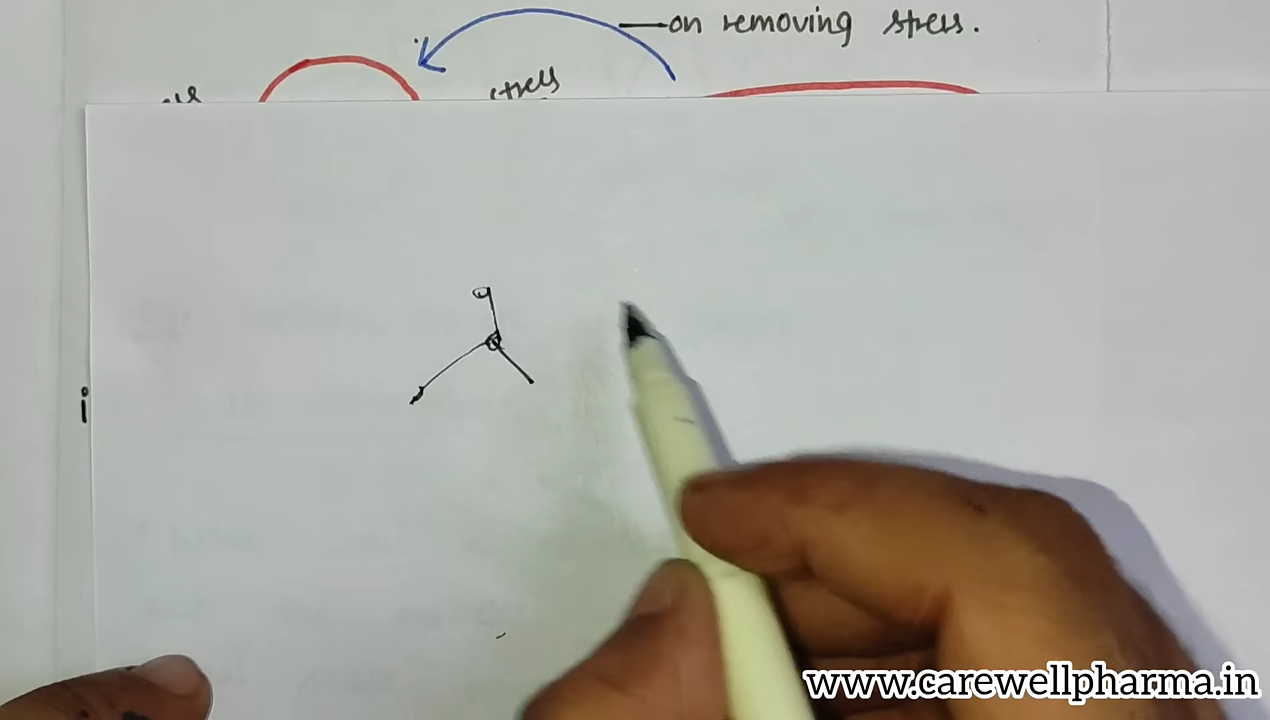 on removing stress.
stress
i
www.carewellpharma.in